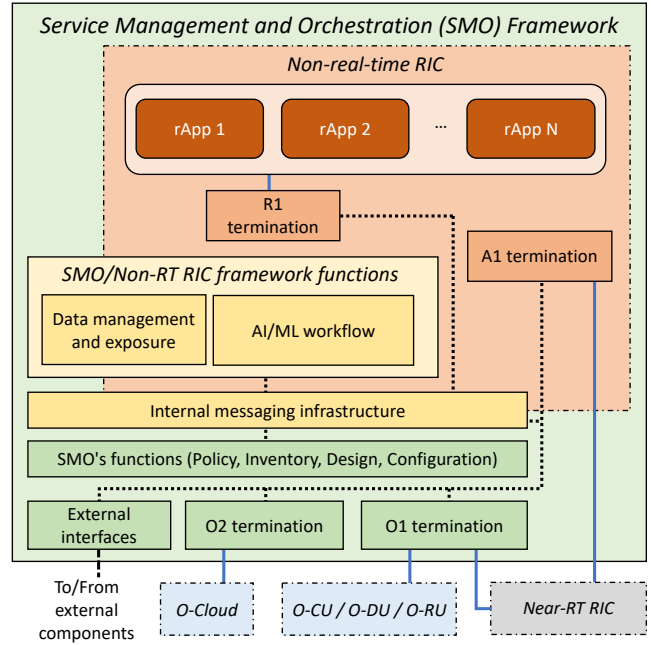 Service Management and Orchestration (SMO) Framework
Non-real-time RIC
rApp 1
rApp 2
...
rApp N
R1
termination
A1 termination
SMO/Non-RT RIC framework functions
Data management
and exposure
AI/ML workflow
Internal messaging infrastructure
SMO's functions (Policy, Inventory, Design, Configuration)
External
interfaces
O2 termination
O1 termination
To/From
external
components
O-Cloud
O-CU / O-DU / O-RU
Near-RT RIC